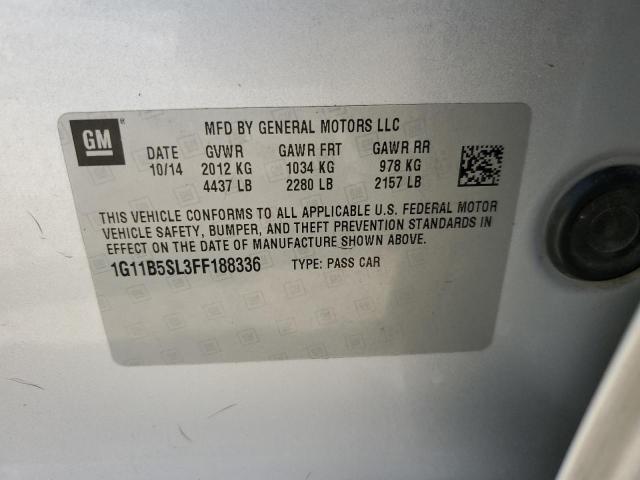 GM ®
MFD BY GENERAL MOTORS LLC
DATE GVWR GAWR FRT GAWR RR
10/14 2012 KG 1034 KG 978 KG
4437 LB 2280 LB 2157 LB
THIS VEHICLE CONFORMS TO ALL APPLICABLE U.S. FEDERAL MOTOR
VEHICLE SAFETY, BUMPER, AND THEFT PREVENTION STANDARDS IN
EFFECT ON THE DATE OF MANUFACTURE SHOWN ABOVE.
1G11B5SL3FF188336 TYPE: PASS CAR